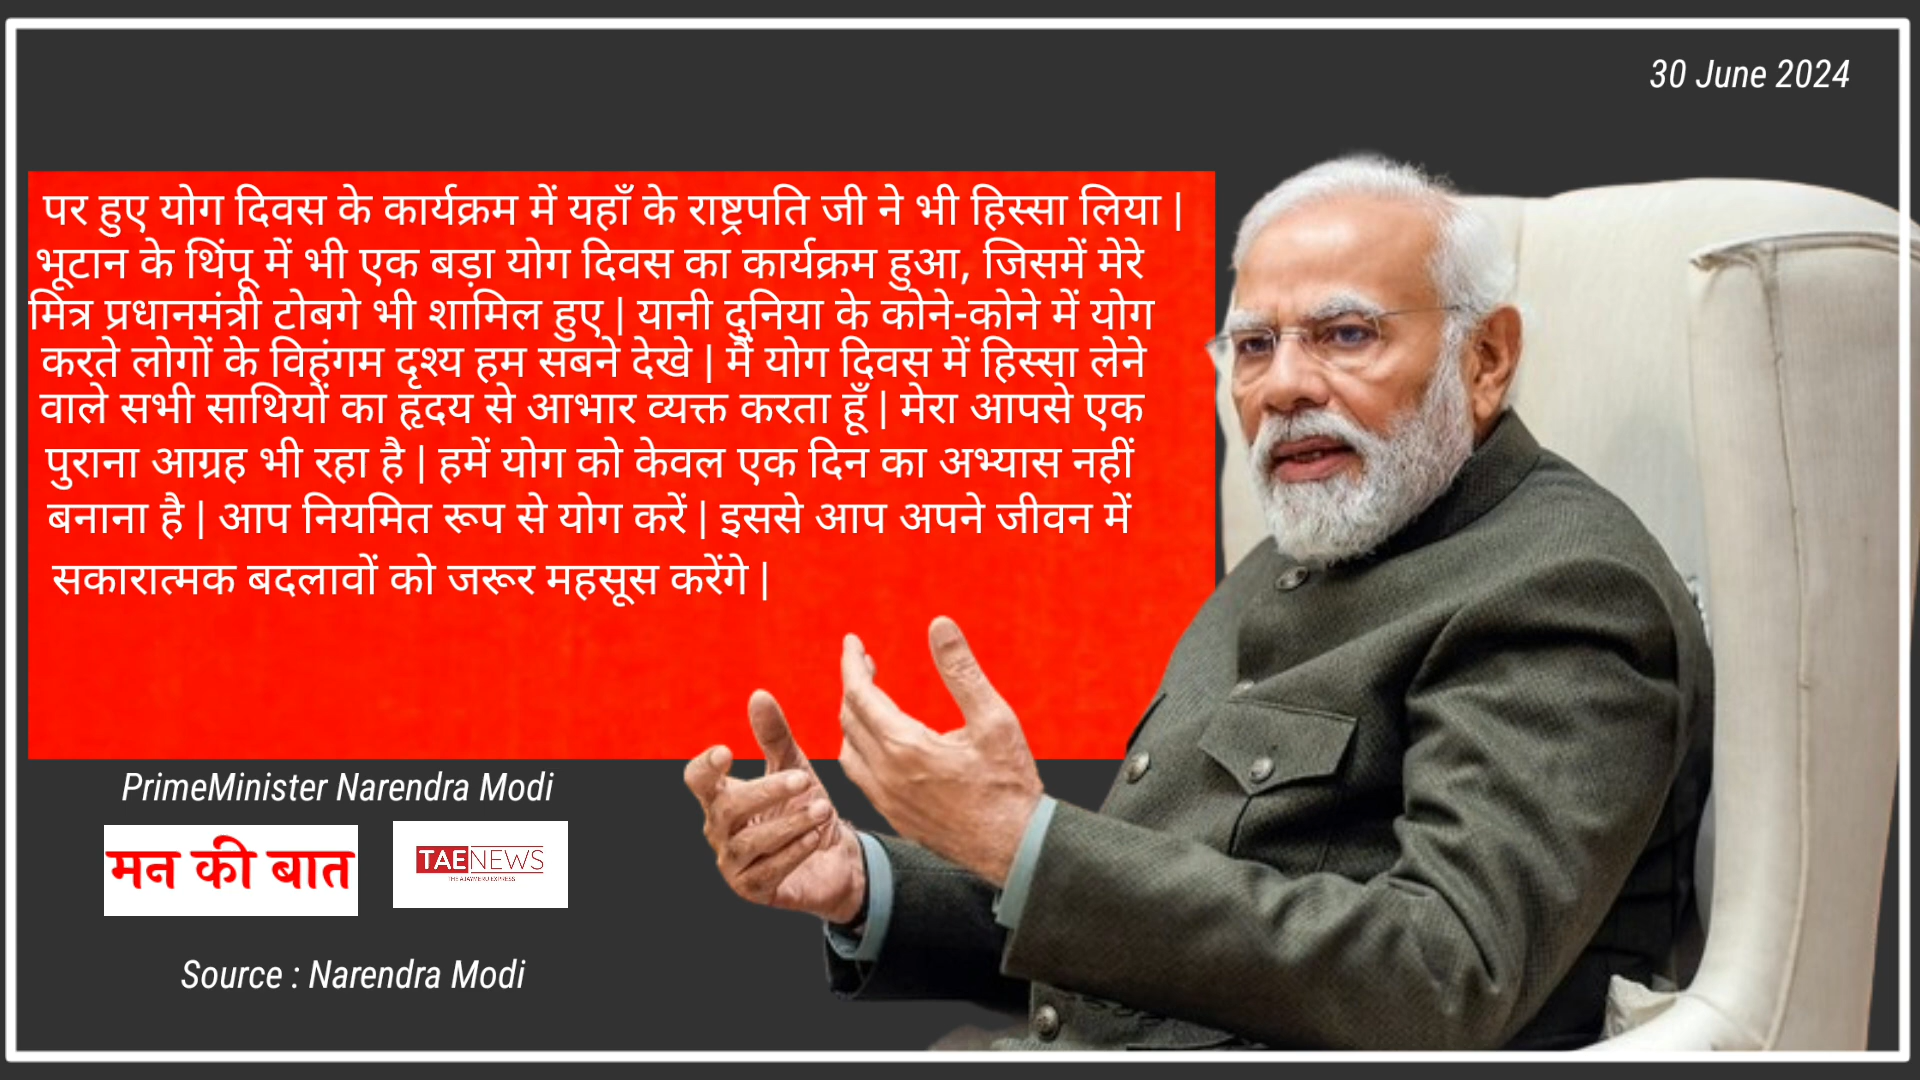 30 June 2024
पर हुए योग दिवस के कार्यक्रम में यहाँ के राष्ट्रपति जी ने भी हिस्सा लिया |
भूटान के थिंपू में भी एक बड़ा योग दिवस का कार्यक्रम हुआ, जिसमें मेरे
मित्र प्रधानमंत्री टोबगे भी शामिल हुए | यानी दुनिया के कोने-कोने में योग
करते लोगों के विहंगम दृश्य हम सबने देखे | मैं योग दिवस में हिस्सा लेने
वाले सभी साथियों का हृदय से आभार व्यक्त करता हूँ | मेरा आपसे एक
पुराना आग्रह भी रहा है | हमें योग को केवल एक दिन का अभ्यास नहीं
बनाना है | आप नियमित रूप से योग करें | इससे आप अपने जीवन में
सकारात्मक बदलावों को जरूर महसूस करेंगे |
PrimeMinister Narendra Modi
मन की बात
TAENEWS
THE AJAYMERU EXPRESS
Source : Narendra Modi